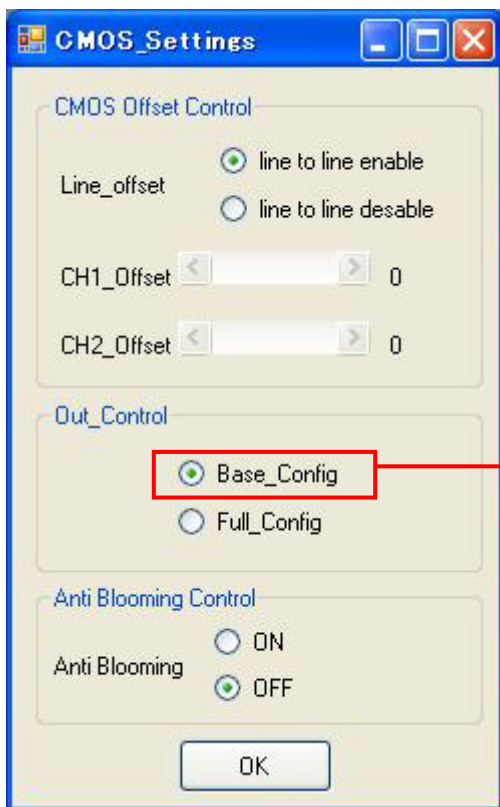 CMOS_Settings
CMOS Offset Control
Line_offset
line to line enable
line to line desable
CH1_Offset
0
CH2_Offset
0
Out_Control
Base_Config
Full_Config
Anti Blooming Control
Anti Blooming
ON
OFF
OK